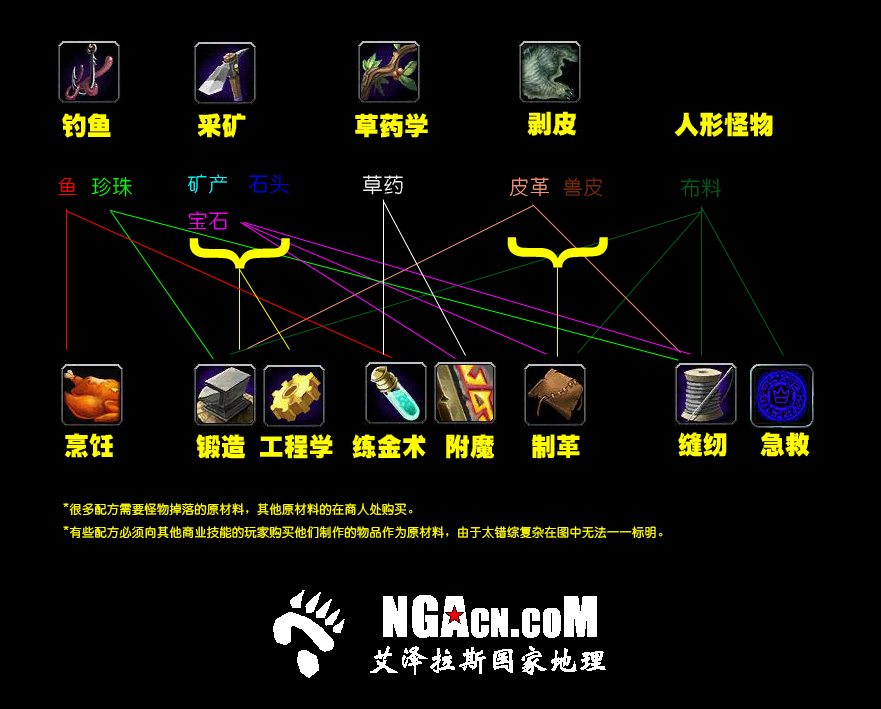 钓鱼 采矿 草药学 剥皮 人形怪物
鱼 珍珠 矿产 石头 草药 皮革 兽皮 布料
宝石
烹饪 锻造 工程学 练金术 附魔 制革 缝纫 急救
*很多配方需要怪物掉落的原材料，其他原材料的在商人处购买。
*有些配方必须向其他商业技能的玩家购买他们制作的物品作为原材料，由于太错综复杂在图中无法一一标明。
NGACN.COM
艾泽拉斯国家地理